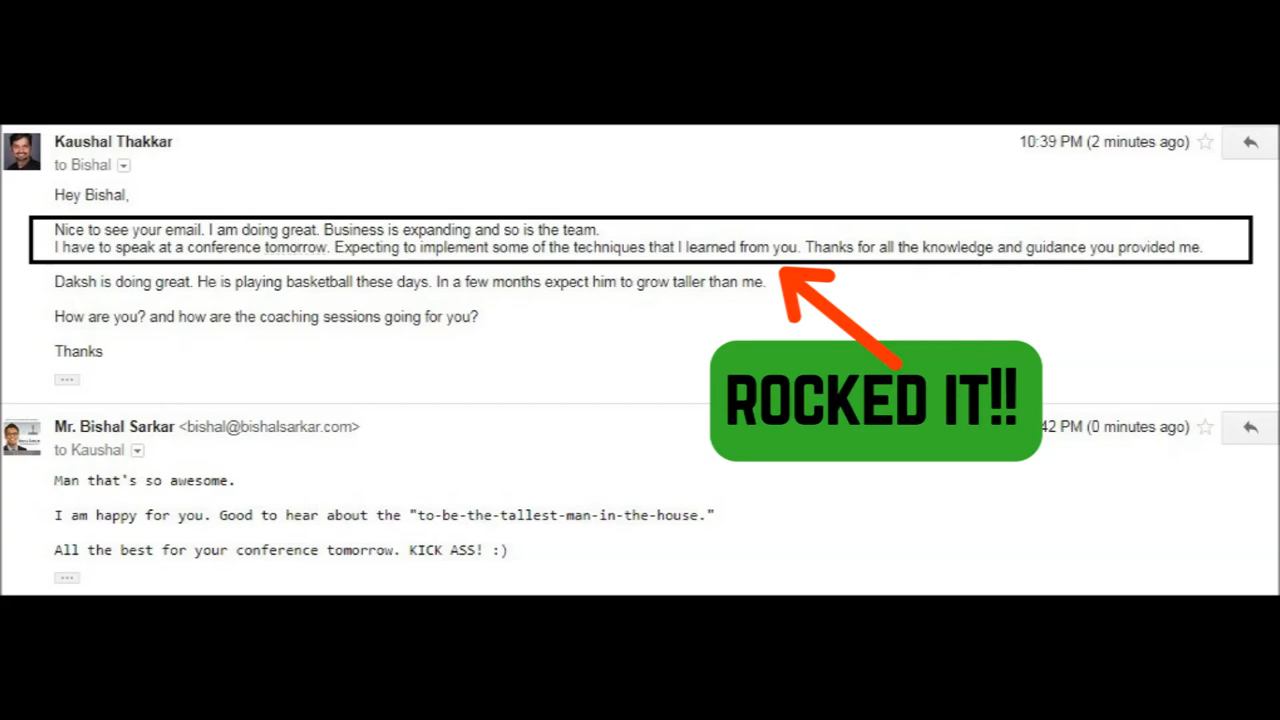 Kaushal Thakkar
10:39 PM (2 minutes ago)
to Bishal
Hey Bishal,
Nice to see your email. I am doing great. Business is expanding and so is the team.
I have to speak at a conference tomorrow. Expecting to implement some of the techniques that I learned from you. Thanks for all the knowledge and guidance you provided me.
Daksh is doing great. He is playing basketball these days. In a few months expect him to grow taller than me.
How are you? and how are the coaching sessions going for you?
Thanks
ROCKED IT!!
Mr. Bishal Sarkar <bishal@bishalsarkar.com>
42 PM (0 minutes ago)
to Kaushal
Man that's so awesome.
I am happy for you. Good to hear about the "to-be-the-tallest-man-in-the-house."
All the best for your conference tomorrow. KICK ASS! :)